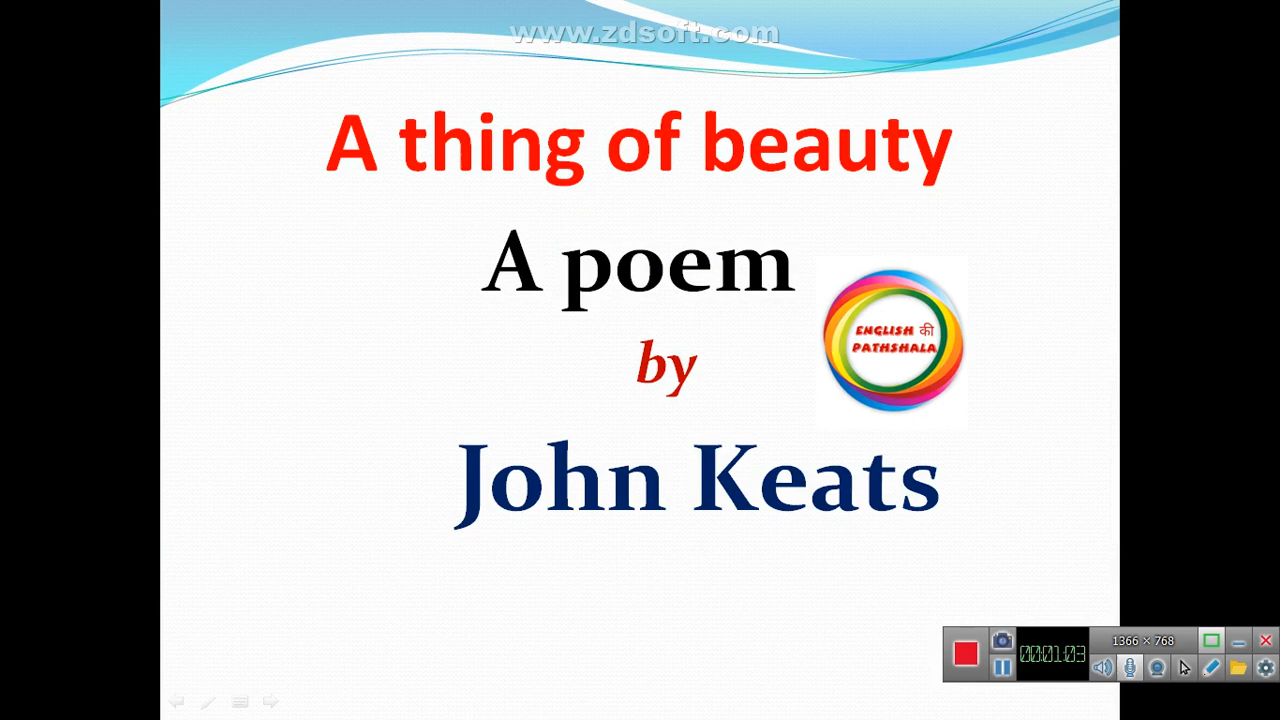 www.zdsoft.com
A thing of beauty
A poem
ENGLISH की
PATHSHALA
by
John Keats
1366 × 768
00:01:03